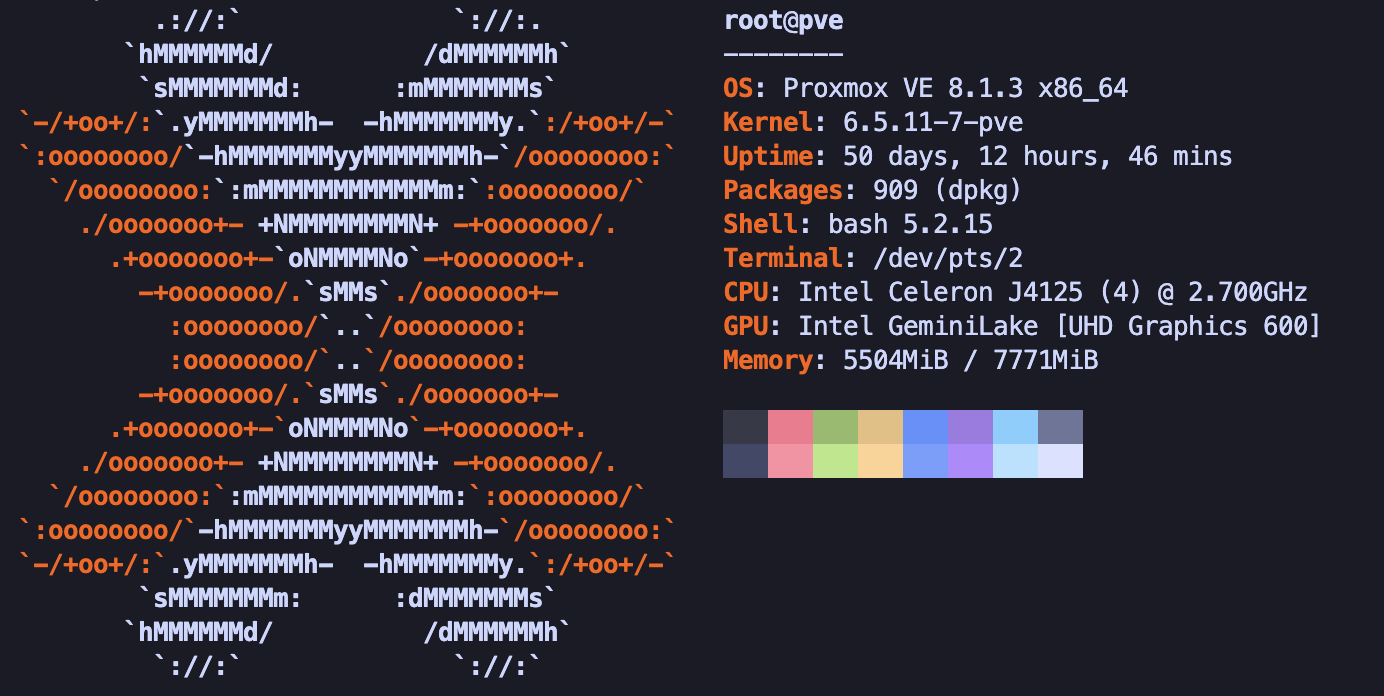 .://:`              `://:.            root@pve
       `hMMMMMMd/          /dMMMMMMh`          --------
        `sMMMMMMMd:      :mMMMMMMMs`           OS: Proxmox VE 8.1.3 x86_64
`-/+oo+/:`.yMMMMMMMh-  -hMMMMMMMy.`:/+oo+/-`   Kernel: 6.5.11-7-pve
`:oooooooo/`-hMMMMMMMyyMMMMMMMh-`/oooooooo:`   Uptime: 50 days, 12 hours, 46 mins
  `/oooooooo:`:mMMMMMMMMMMMMm:`:oooooooo/`     Packages: 909 (dpkg)
    ./ooooooo+- +NMMMMMMMMN+ -+ooooooo/.       Shell: bash 5.2.15
      .+ooooooo+-`oNMMMMNo`-+ooooooo+.         Terminal: /dev/pts/2
        -+ooooooo/.`sMMs`./ooooooo+-           CPU: Intel Celeron J4125 (4) @ 2.700GHz
          :oooooooo/`..`/oooooooo:             GPU: Intel GeminiLake [UHD Graphics 600]
          :oooooooo/`..`/oooooooo:             Memory: 5504MiB / 7771MiB
        -+ooooooo/.`sMMs`./ooooooo+-
      .+ooooooo+-`oNMMMMNo`-+ooooooo+.
    ./ooooooo+- +NMMMMMMMMN+ -+ooooooo/.
  `/oooooooo:`:mMMMMMMMMMMMMm:`:oooooooo/`
`:oooooooo/`-hMMMMMMMyyMMMMMMMh-`/oooooooo:`
`-/+oo+/:`.yMMMMMMMh-  -hMMMMMMMy.`:/+oo+/-`
        `sMMMMMMMm:      :dMMMMMMMs`
       `hMMMMMMd/          /dMMMMMMh`
         `://:`              `://:`